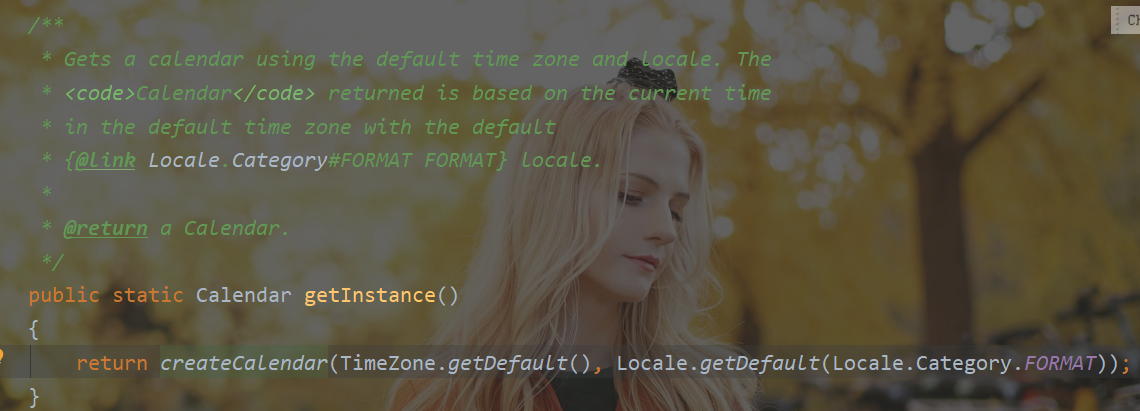 /**
* Gets a calendar using the default time zone and locale. The
* <code>Calendar</code> returned is based on the current time
* in the default time zone with the default
* {@link Locale.Category#FORMAT FORMAT} locale.
*
* @return a Calendar.
*/
public static Calendar getInstance()
{
return createCalendar(TimeZone.getDefault(), Locale.getDefault(Locale.Category.FORMAT));
}